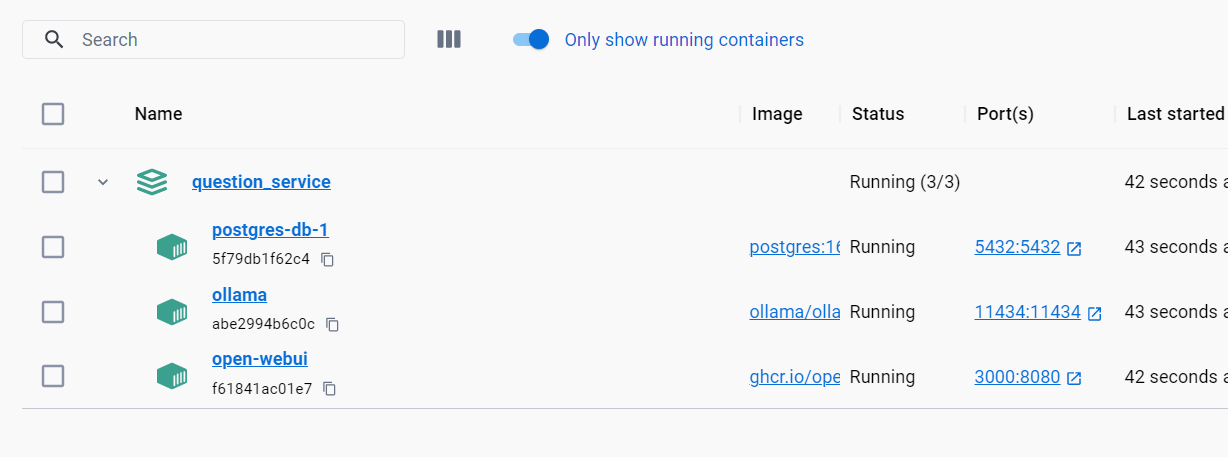 Search
Only show running containers
Name Image Status Port(s) Last started
question_service Running (3/3) 42 seconds a
postgres-db-1
5f79db1f62c4 postgres:16 Running 5432:5432 43 seconds a
ollama
abe2994b6c0c ollama/olla Running 11434:11434 43 seconds a
open-webui
f61841ac01e7 ghcr.io/ope Running 3000:8080 42 seconds a